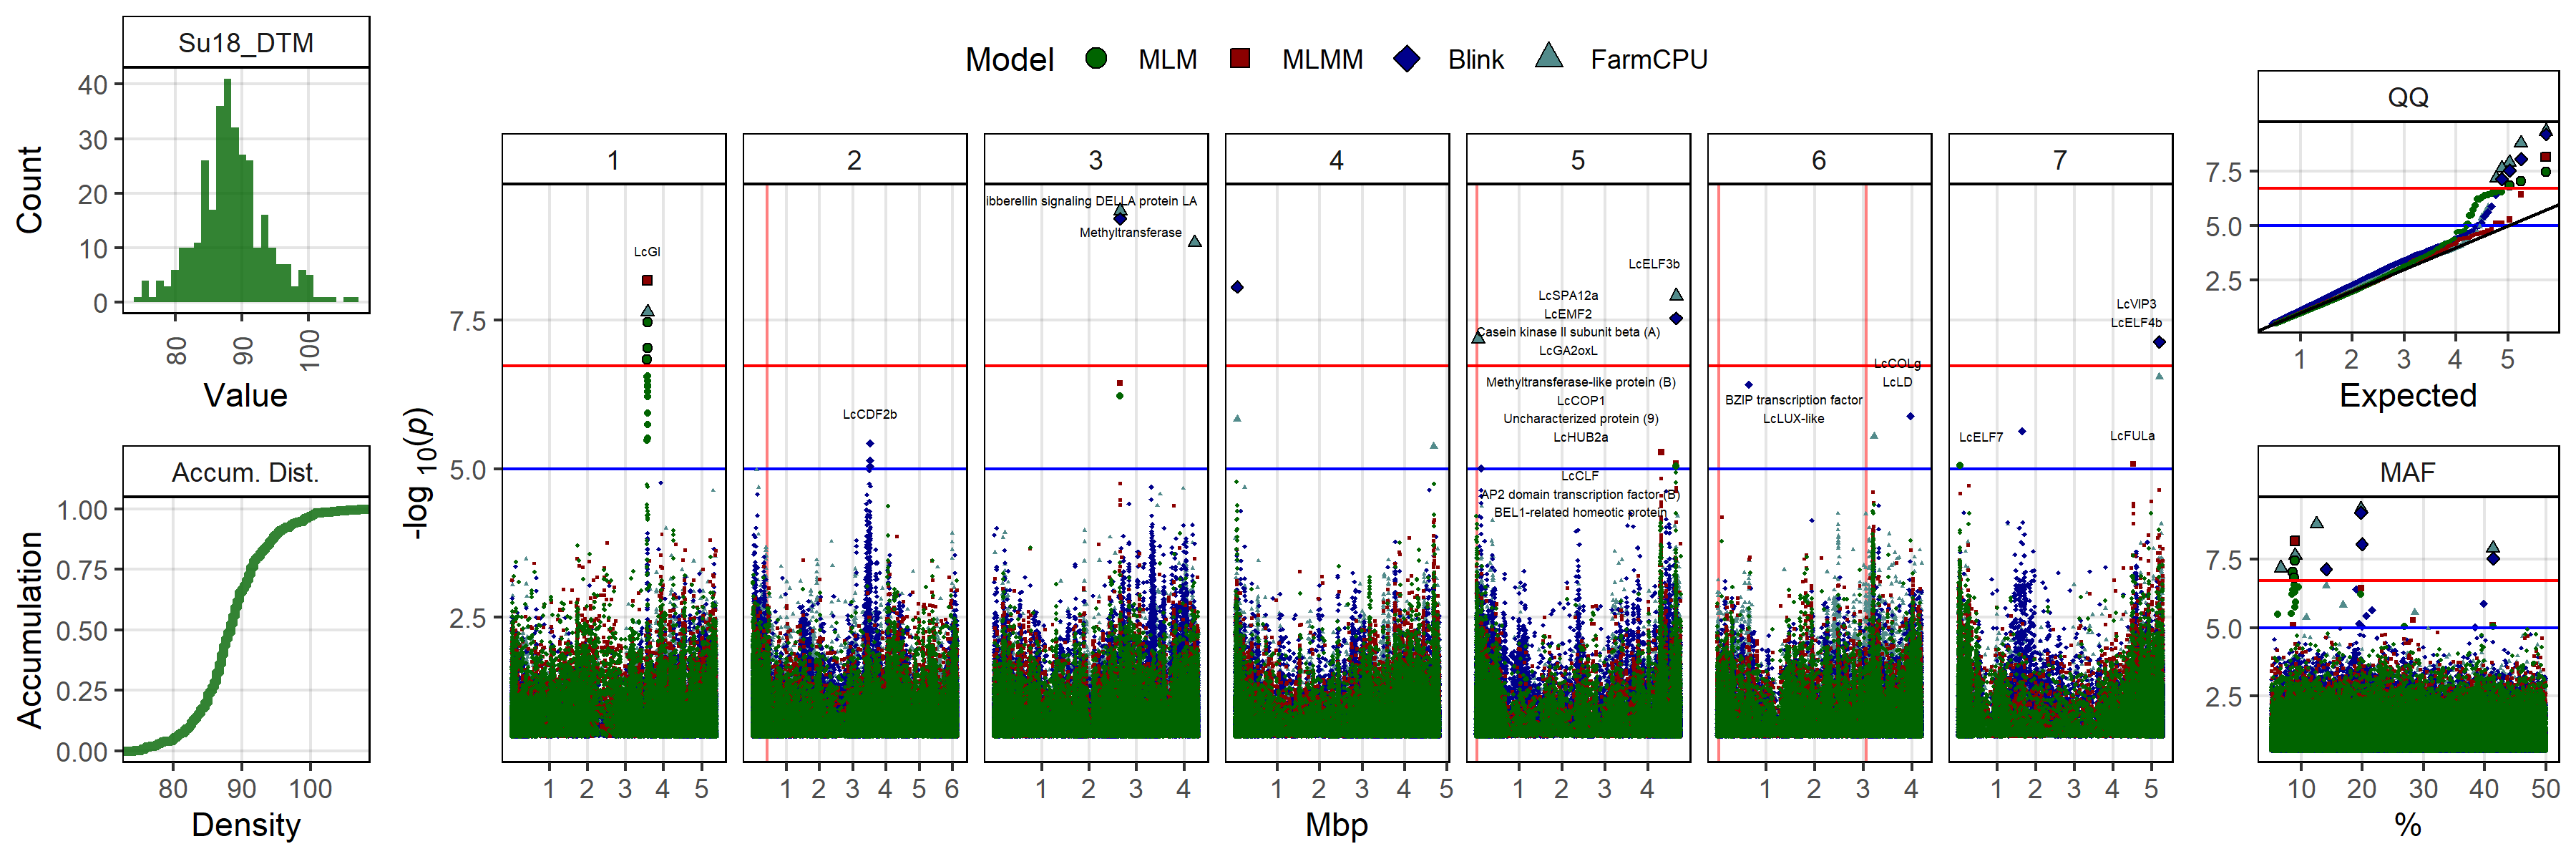 Su18_DTM
Count
40
30
20
10
0
80 90 100
Value
Accum. Dist.
Accumulation
1.00
0.75
0.50
0.25
0.00
80 90 100
Density
Model MLM MLMM Blink FarmCPU
-log 10(p)
7.5
5.0
2.5
1
LcGI
1 2 3 4 5
2
LcCDF2b
1 2 3 4 5 6
3
ibberellin signaling DELLA protein LA
Methyltransferase
1 2 3 4
4
1 2 3 4 5
5
LcELF3b
LcSPA12a
LcEMF2
Casein kinase II subunit beta (A)
LcGA2oxL
Methyltransferase-like protein (B)
LcCOP1
Uncharacterized protein (9)
LcHUB2a
LcCLF
AP2 domain transcription factor (B)
BEL1-related homeotic protein
1 2 3 4
6
LcCOLg
LcLD
BZIP transcription factor
LcLUX-like
1 3 4
7
LcVIP3
LcELF4b
LcELF7
LcFULa
1 2 3 4 5
Mbp
QQ
7.5
5.0
2.5
1 2 3 4 5
Expected
MAF
7.5
5.0
2.5
10 20 30 40 50
%